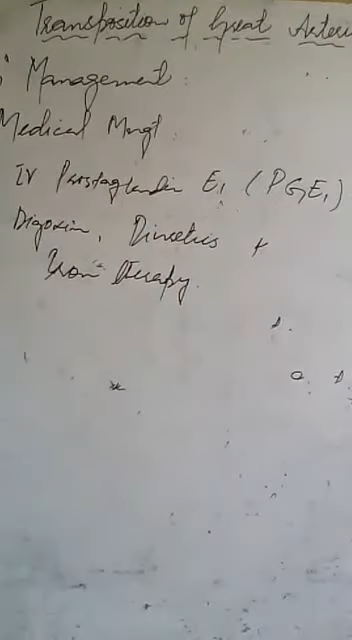 Transposition of Great Arteri
Management:
Medical Mngt.
IV Prostaglandin E1 (PGE1)
Digoxin, Diuretics +
Iron therapy.